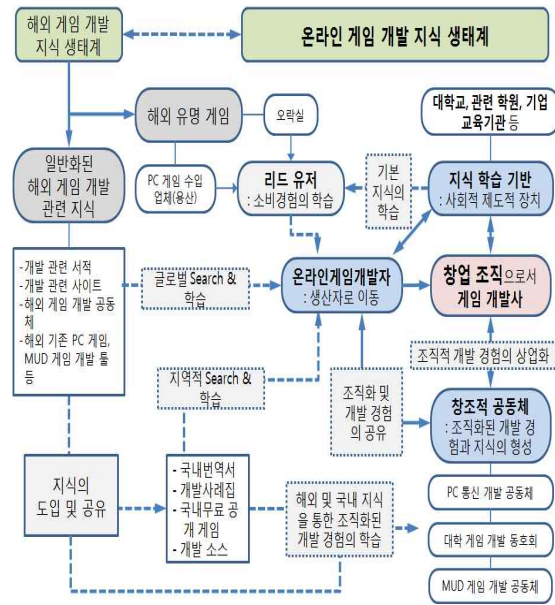 해외 게임 개발
지식 생태계
온라인 게임 개발 지식 생태계
해외 유명 게임
오락실
대학교, 관련 학원, 기업
교육기관 등
일반화된
해외 게임 개발
관련 지식
PC 게임 수입
업체(용산)
리드 유저
: 소비경험의 학습
기본
지식의
학습
지식 학습 기반
: 사회적 제도적 장치
- 개발 관련 서적
- 개발 관련 사이트
- 해외 게임 개발 공동
체
- 해외 기존 PC 게임,
MUD 게임 개발 툴
등
글로벌 Search &
학습
온라인게임개발자
: 생산자로 이동
창업 조직으로서
게임 개발사
지역적 Search &
학습
조직화 및
개발 경험
의 공유
조직적 개발 경험의 상업화
창조적 공동체
: 조직화된 개발 경
험과 지식의 형성
지식의
도입 및 공유
- 국내번역서
- 개발사례집
- 국내무료 공
개 게임
- 개발 소스
해외 및 국내 지식
을 통한 조직화된
개발 경험의 학습
PC 통신 개발 공동체
대학 게임 개발 동호회
MUD 게임 개발 공동체